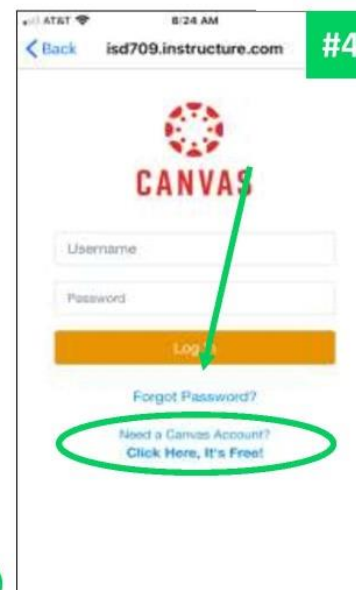 AT&T 8:24 AM
Back isd709.instructure.com #4
CANVAS
Username
Password
Log In
Forgot Password?
Need a Canvas Account?
Click Here, It's Free!